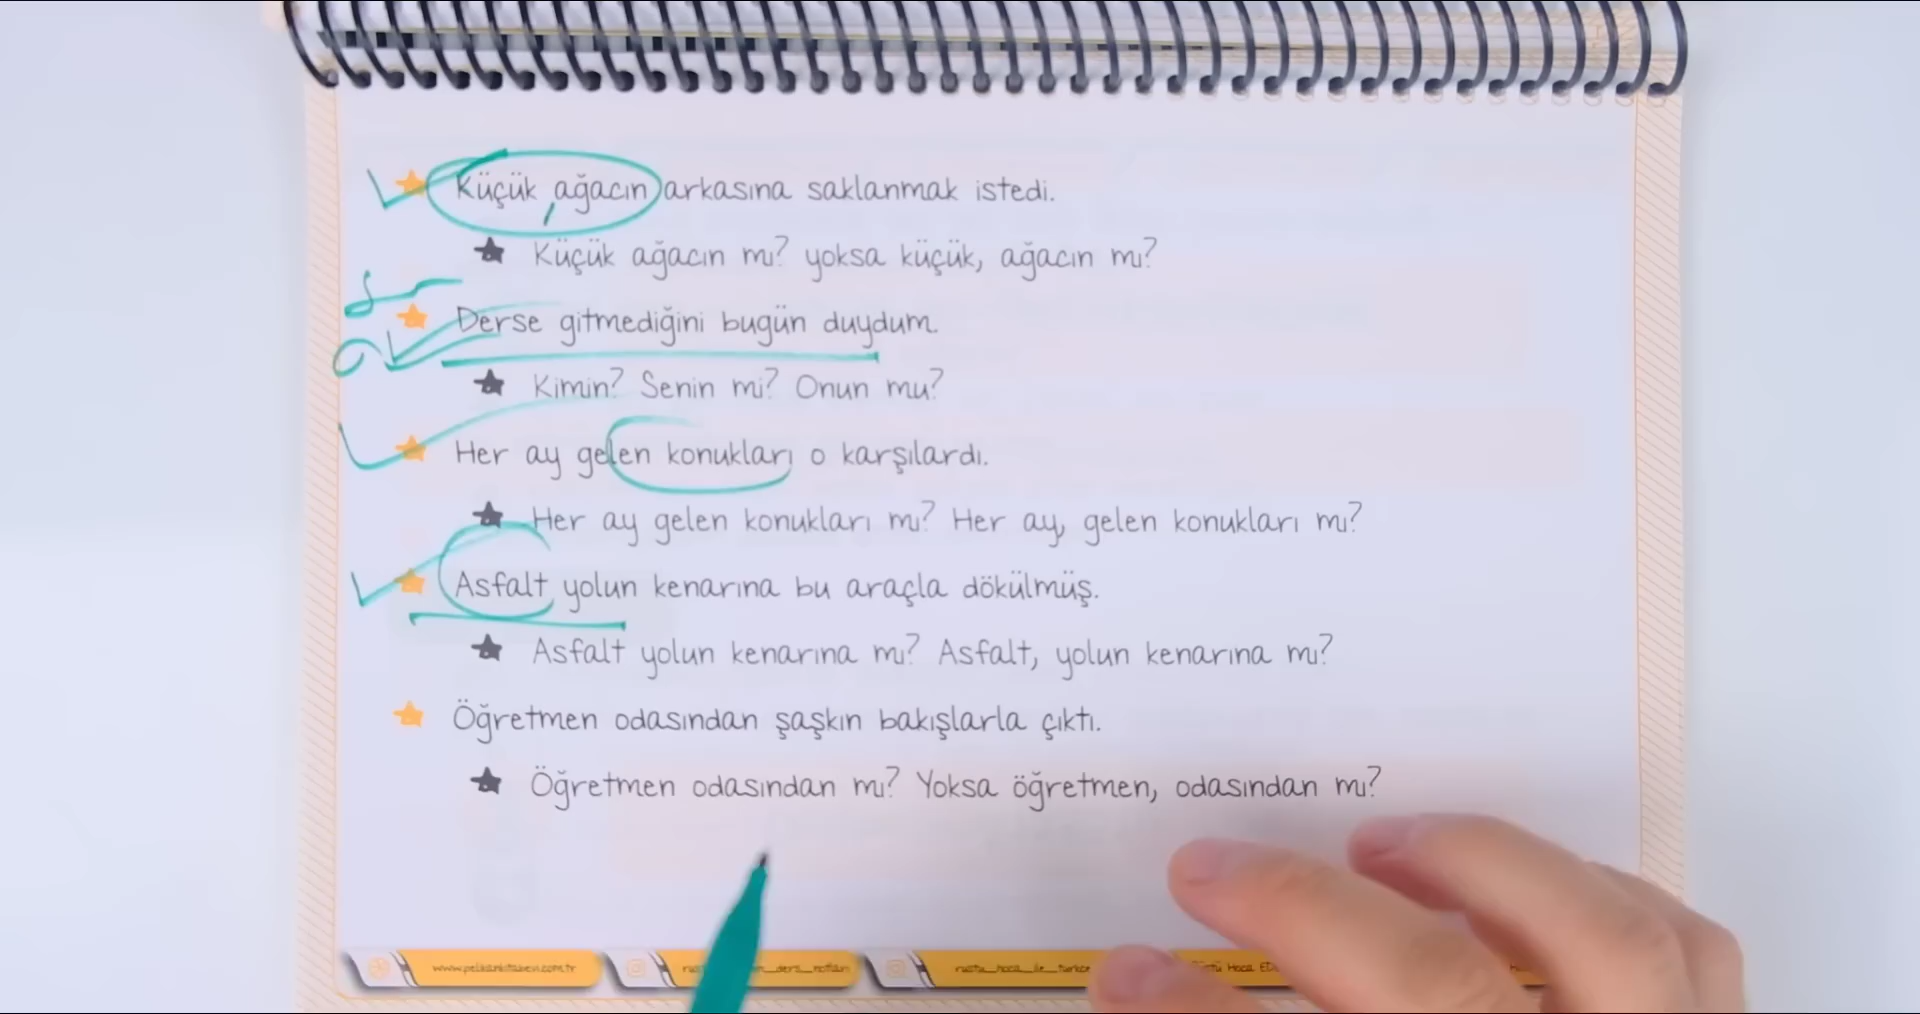 Küçük, ağacın arkasına saklanmak istedi.
Küçük ağacın mı? yoksa küçük, ağacın mı?
Derse gitmediğini bugün duydum.
Kimin? Senin mi? Onun mu?
Her ay gelen konukları o karşılardı.
Her ay gelen konukları mı? Her ay, gelen konukları mı?
Asfalt yolun kenarına bu araçla dökülmüş.
Asfalt yolun kenarına mı? Asfalt, yolun kenarına mı?
Öğretmen odasından şaşkın bakışlarla çıktı.
Öğretmen odasından mı? Yoksa öğretmen, odasından mı?